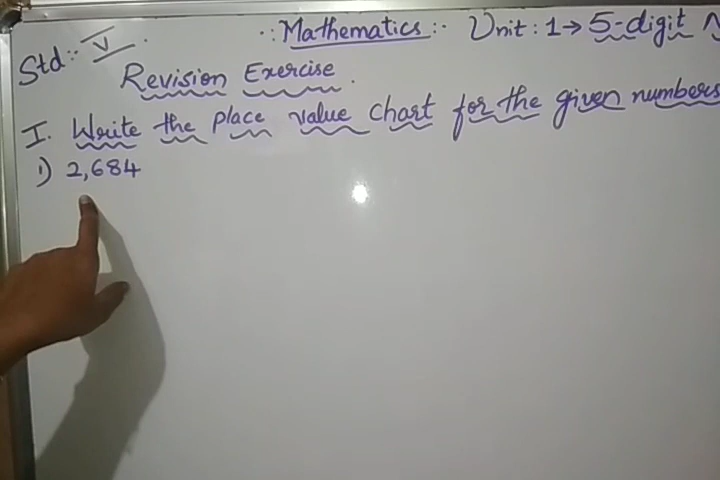 ∴ Mathematics ∴ Unit : 1 → 5-digit
Std :- V .
Revision Exercise .
I. Write the place value chart for the given numbers
1) 2,684